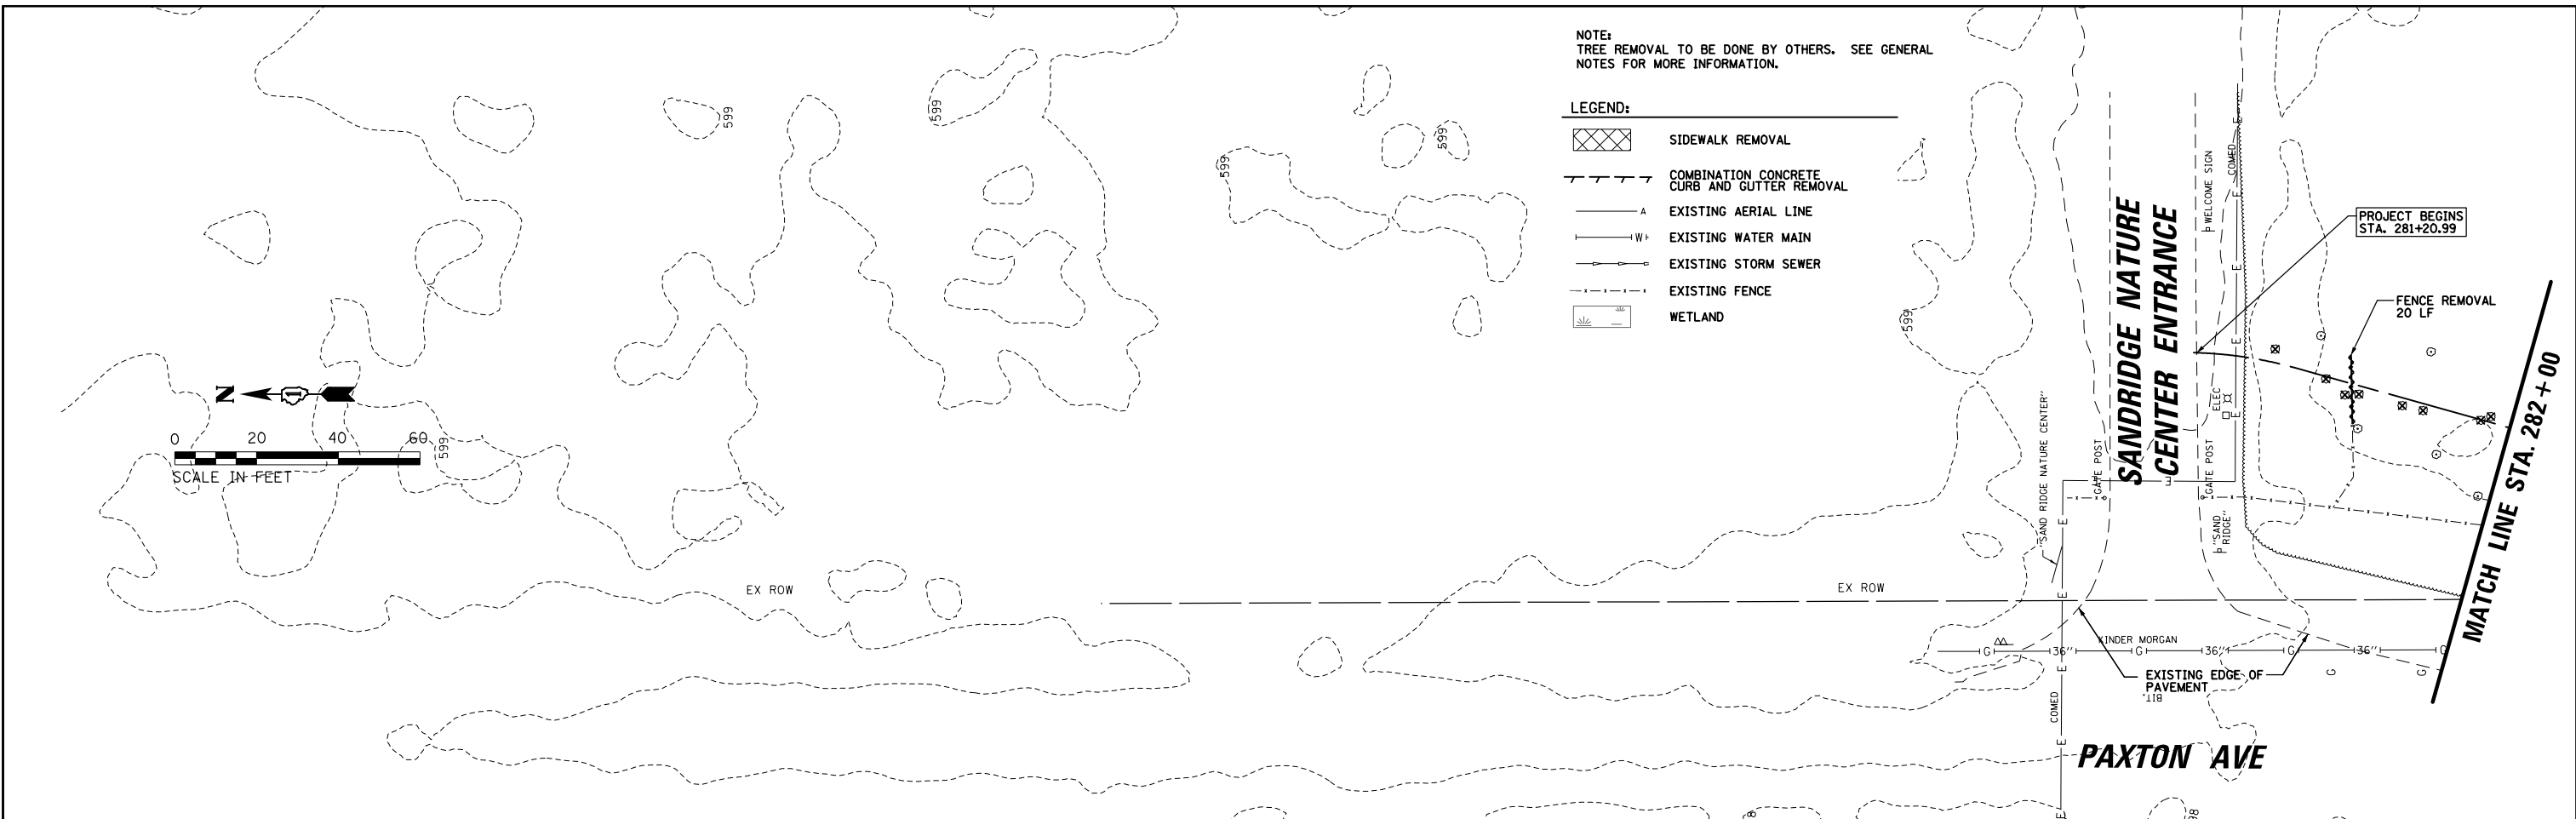 NOTE:
TREE REMOVAL TO BE DONE BY OTHERS. SEE GENERAL
NOTES FOR MORE INFORMATION.
LEGEND:
SIDEWALK REMOVAL
COMBINATION CONCRETE
CURB AND GUTTER REMOVAL
A
EXISTING AERIAL LINE
W
EXISTING WATER MAIN
EXISTING STORM SEWER
EXISTING FENCE
WETLAND
599
599
599
599
599
599
N
0 20 40 60
SCALE IN FEET
EX ROW
EX ROW
SANDRIDGE NATURE
CENTER ENTRANCE
WELCOME SIGN
COMED
E
E
E
E
E
PROJECT BEGINS
STA. 281+20.99
FENCE REMOVAL
20 LF
MATCH LINE STA. 282+00
ELEC
GATE POST
GATE POST
"SAND RIDGE NATURE CENTER"
"SAND
RIDGE"
E
E
E
E
E
E
E
KINDER MORGAN
G 36" G 36" G 36" G
G
G
EXISTING EDGE OF
PAVEMENT
BIT.
COMED
PAXTON AVE